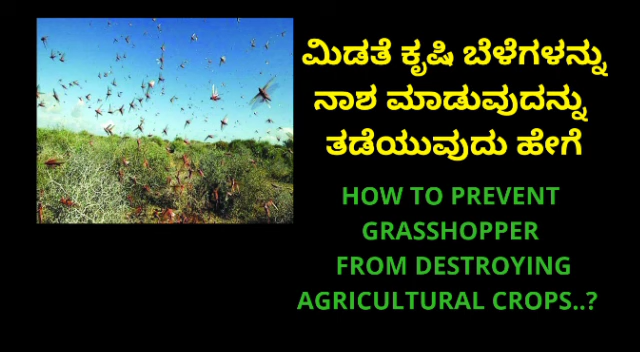 ಮಿಡತೆ ಕೃಷಿ ಬೆಳೆಗಳನ್ನು
ನಾಶ ಮಾಡುವುದನ್ನು
ತಡೆಯುವುದು ಹೇಗೆ
HOW TO PREVENT
GRASSHOPPER
FROM DESTROYING
AGRICULTURAL CROPS..?